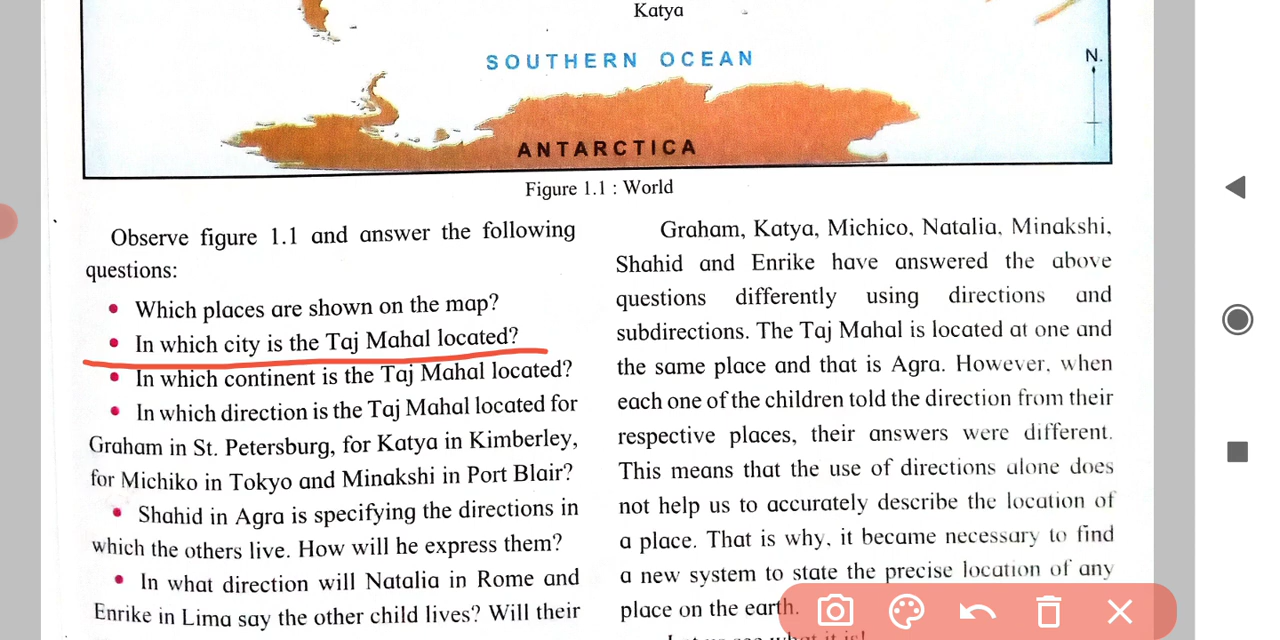 Katya
SOUTHERN OCEAN
N.
ANTARCTICA
Figure 1.1 : World
Observe figure 1.1 and answer the following
questions:
• Which places are shown on the map?
• In which city is the Taj Mahal located?
• In which continent is the Taj Mahal located?
• In which direction is the Taj Mahal located for
Graham in St. Petersburg, for Katya in Kimberley,
for Michiko in Tokyo and Minakshi in Port Blair?
• Shahid in Agra is specifying the directions in
which the others live. How will he express them?
• In what direction will Natalia in Rome and
Enrike in Lima say the other child lives? Will their
Graham, Katya, Michico, Natalia, Minakshi,
Shahid and Enrike have answered the above
questions differently using directions and
subdirections. The Taj Mahal is located at one and
the same place and that is Agra. However, when
each one of the children told the direction from their
respective places, their answers were different.
This means that the use of directions alone does
not help us to accurately describe the location of
a place. That is why, it became necessary to find
a new system to state the precise location of any
place on the earth.